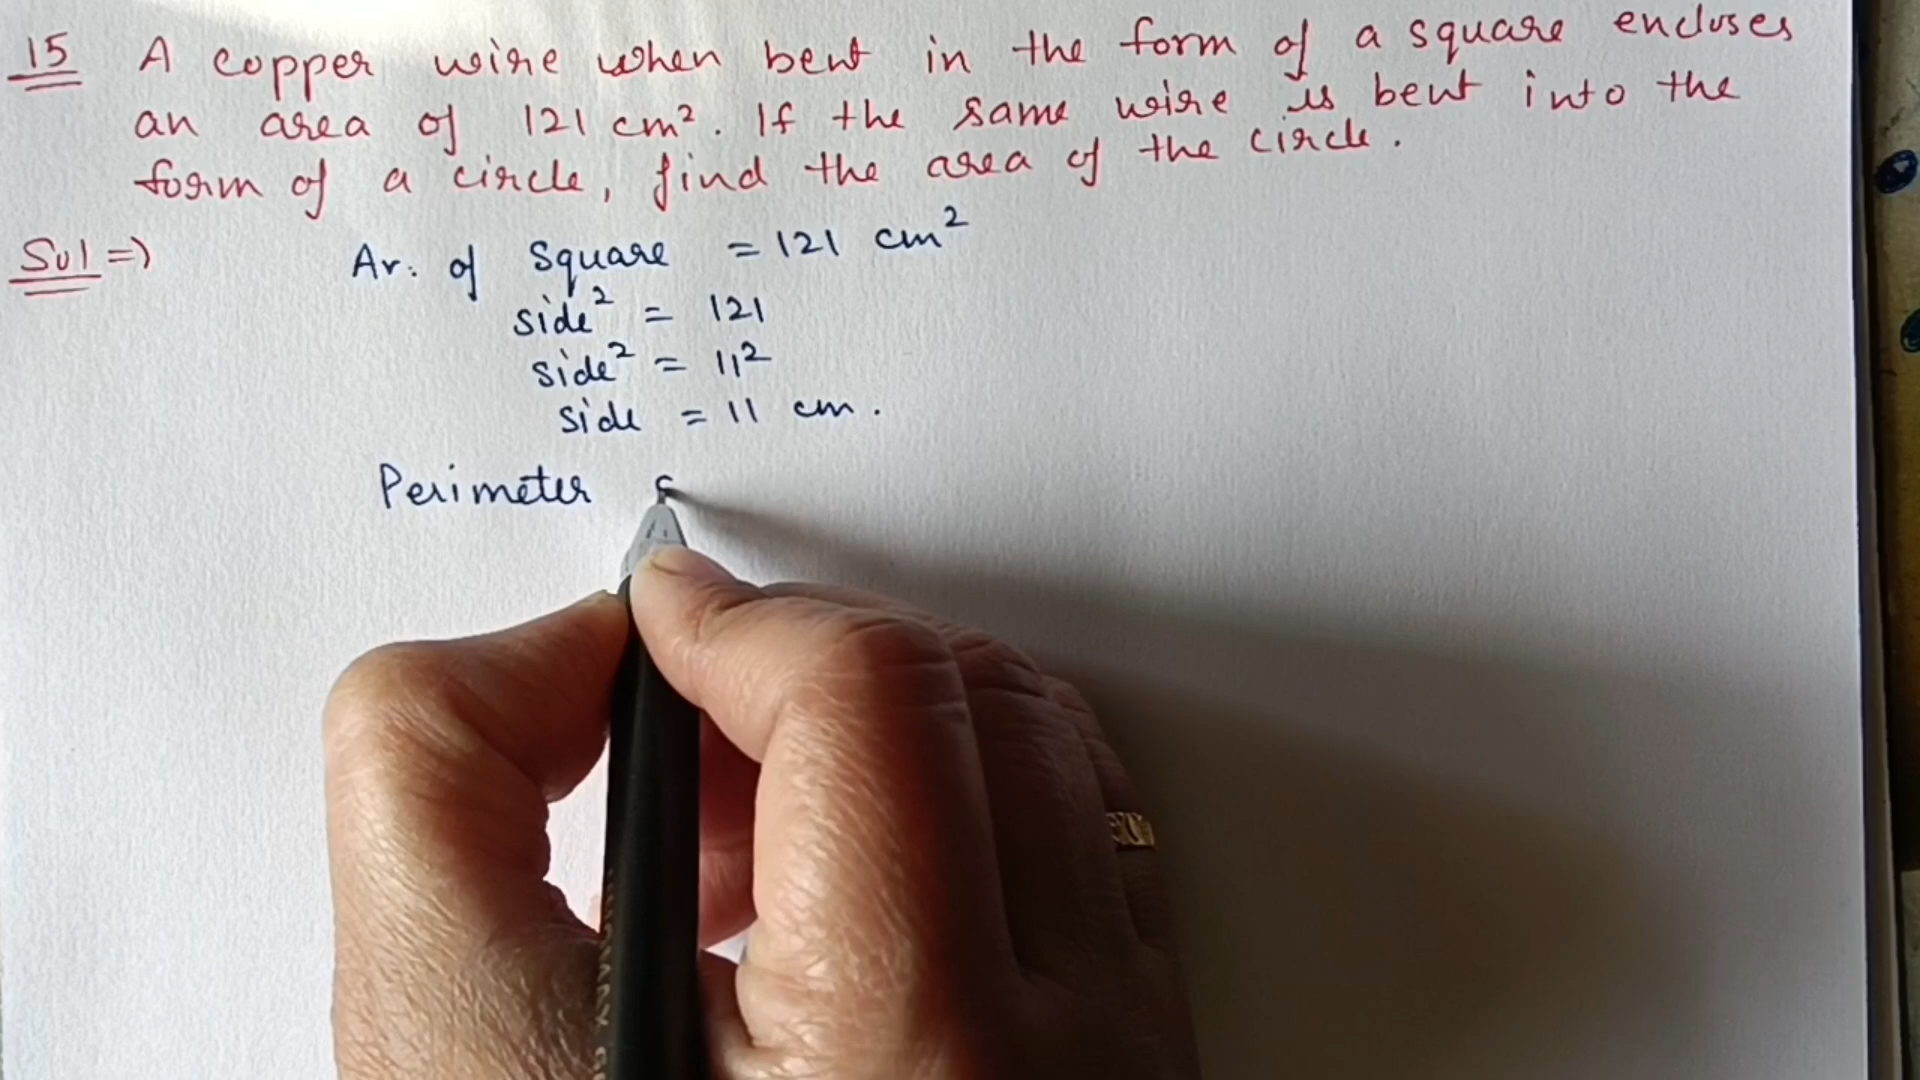 15 A copper wire when bent in the form of a square encloses
an area of 121 cm². If the same wire is bent into the
form of a circle, find the area of the circle.
Sol =>
Ar. of square = 121 cm²
side² = 121
side² = 11²
side = 11 cm.
Perimeter